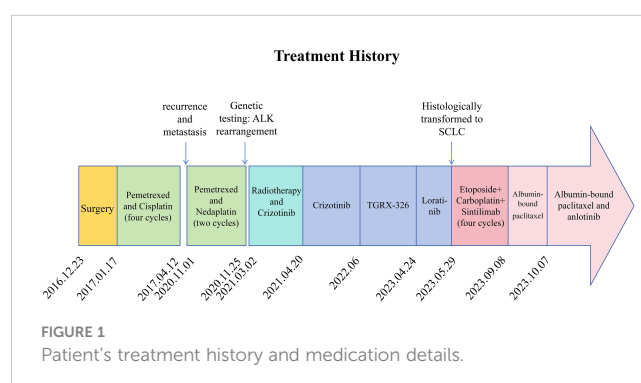 Treatment History
recurrence
and
metastasis
Genetic
testing: ALK
rearrangement
Histologically
transformed to
SCLC
Surgery
Pemetrexed
and Cisplatin
(four cycles)
Pemetrexed
and
Nedaplatin
(two cycles)
Radiotherapy
and
Crizotinib
Crizotinib
TGRX-326
Lorati-
nib
Etoposide+
Carboplatin+
Sintilimab
(four cycles)
Albumin-
bound
paclitaxel
Albumin-bound
paclitaxel and
anlotinib
2016.12.23
2017.01.17
2017.04.12
2020.11.01
2020.11.25
2021.03.02
2021.04.20
2022.06
2023.04.24
2023.05.29
2023.09.08
2023.10.07
FIGURE 1
Patient's treatment history and medication details.